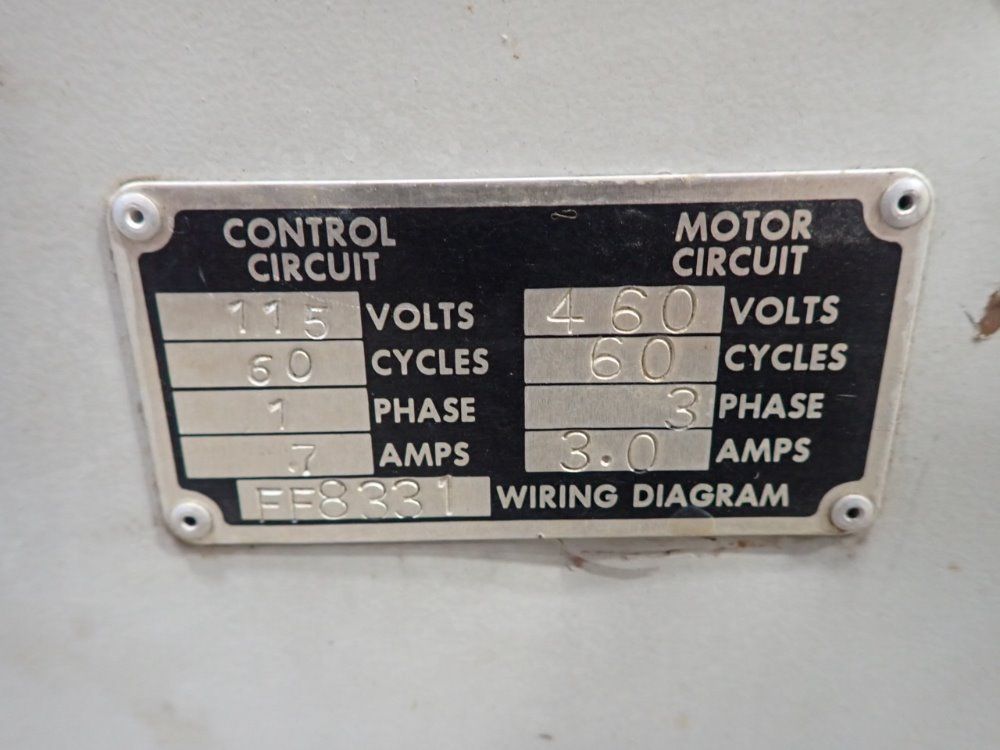 CONTROL CIRCUIT
115 VOLTS
60 CYCLES
1 PHASE
.7 AMPS
MOTOR CIRCUIT
460 VOLTS
60 CYCLES
3 PHASE
3.0 AMPS
FF8331 WIRING DIAGRAM